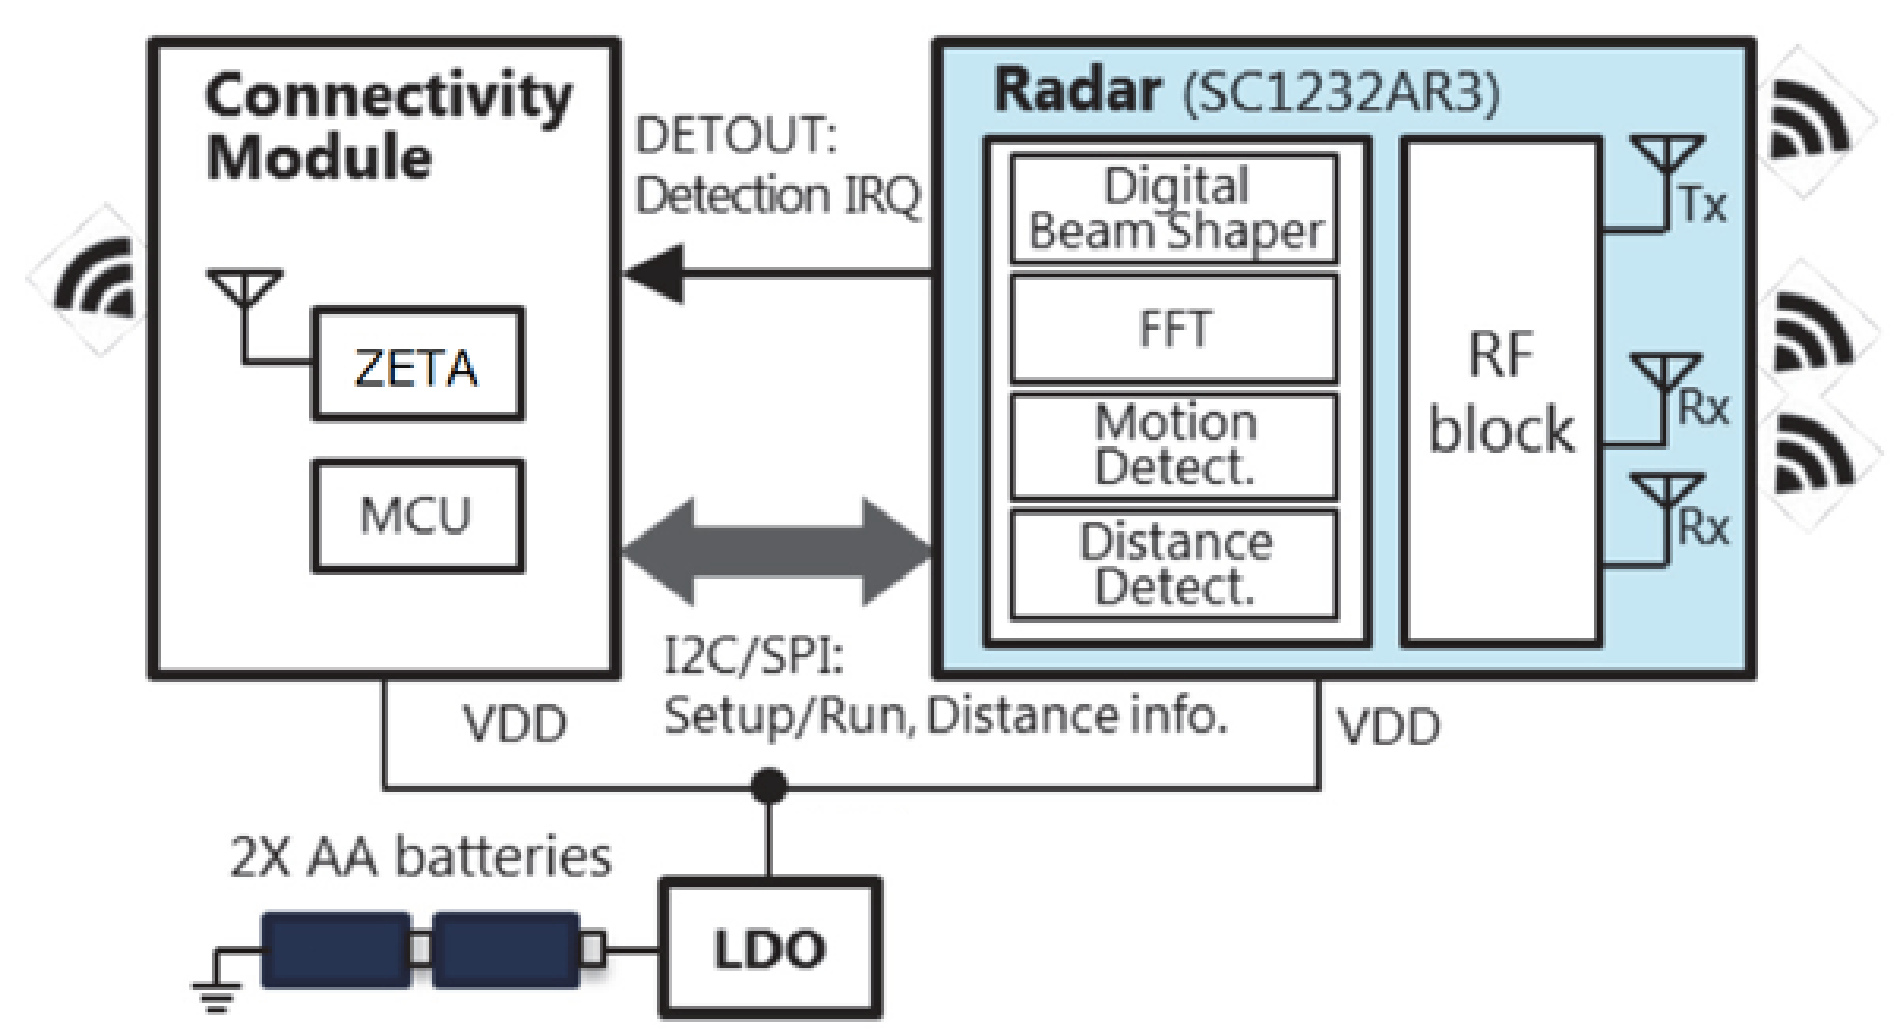 Connectivity
Module
ZETA
MCU
DETOUT:
Detection IRQ
I2C/SPI:
Setup/Run, Distance info.
Radar (SC1232AR3)
Digital
Beam Shaper
FFT
Motion
Detect.
Distance
Detect.
RF
block
Tx
Rx
Rx
VDD
VDD
2X AA batteries
LDO